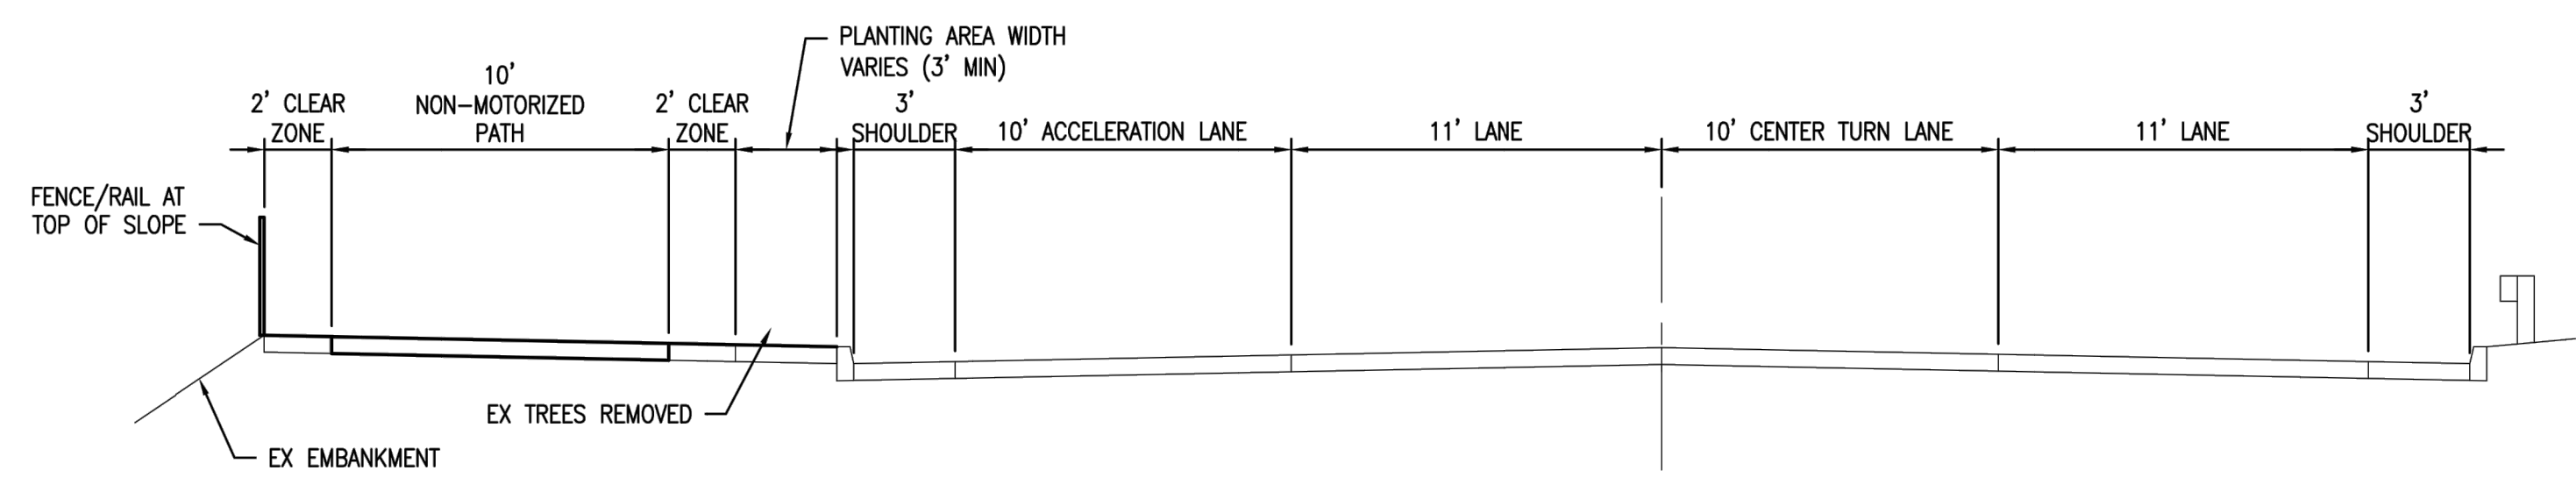 PLANTING AREA WIDTH
VARIES (3' MIN)
2' CLEAR
ZONE
10'
NON-MOTORIZED
PATH
2' CLEAR
ZONE
3'
SHOULDER
10' ACCELERATION LANE
11' LANE
10' CENTER TURN LANE
11' LANE
3'
SHOULDER
FENCE/RAIL AT
TOP OF SLOPE
EX TREES REMOVED
EX EMBANKMENT